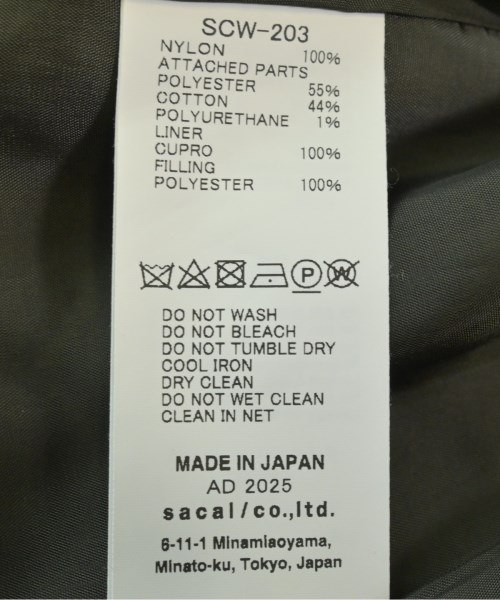 SCW-203
NYLON 100%
ATTACHED PARTS
POLYESTER 55%
COTTON 44%
POLYURETHANE 1%
LINER
CUPRO 100%
FILLING
POLYESTER 100%
P W
DO NOT WASH
DO NOT BLEACH
DO NOT TUMBLE DRY
COOL IRON
DRY CLEAN
DO NOT WET CLEAN
CLEAN IN NET
MADE IN JAPAN
AD 2025
sacai/co.,ltd.
6-11-1 Minamiaoyama,
Minato-ku, Tokyo, Japan